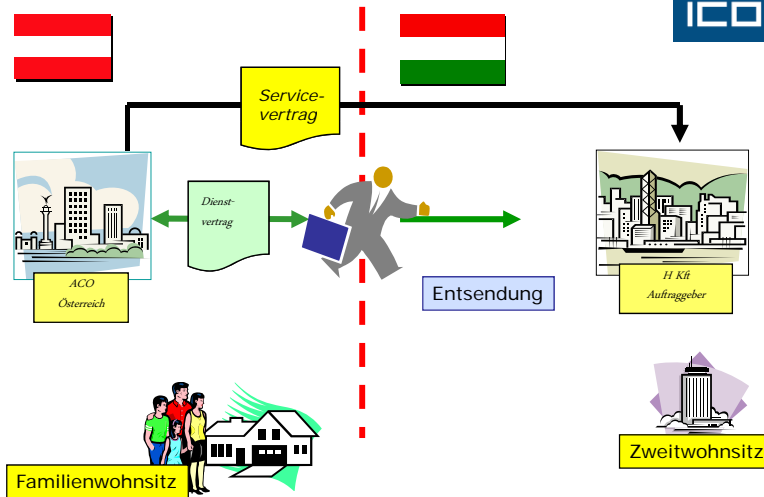 ICO
Service-
vertrag
Dienst-
vertrag
ACO
Österreich
H Kft
Auftraggeber
Entsendung
Zweitwohnsitz
Familienwohnsitz